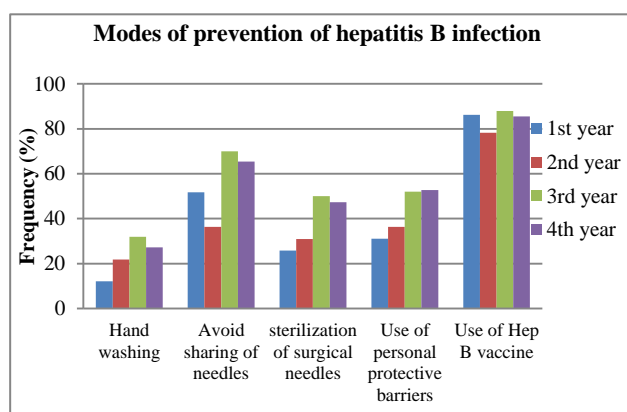 Modes of prevention of hepatitis B infection
100
80
60
40
20
0
Frequency (%)
Hand
washing
Avoid
sharing of
needles
sterilization
of surgical
needles
Use of
personal
protective
barriers
Use of Hep
B vaccine
1st year
2nd year
3rd year
4th year